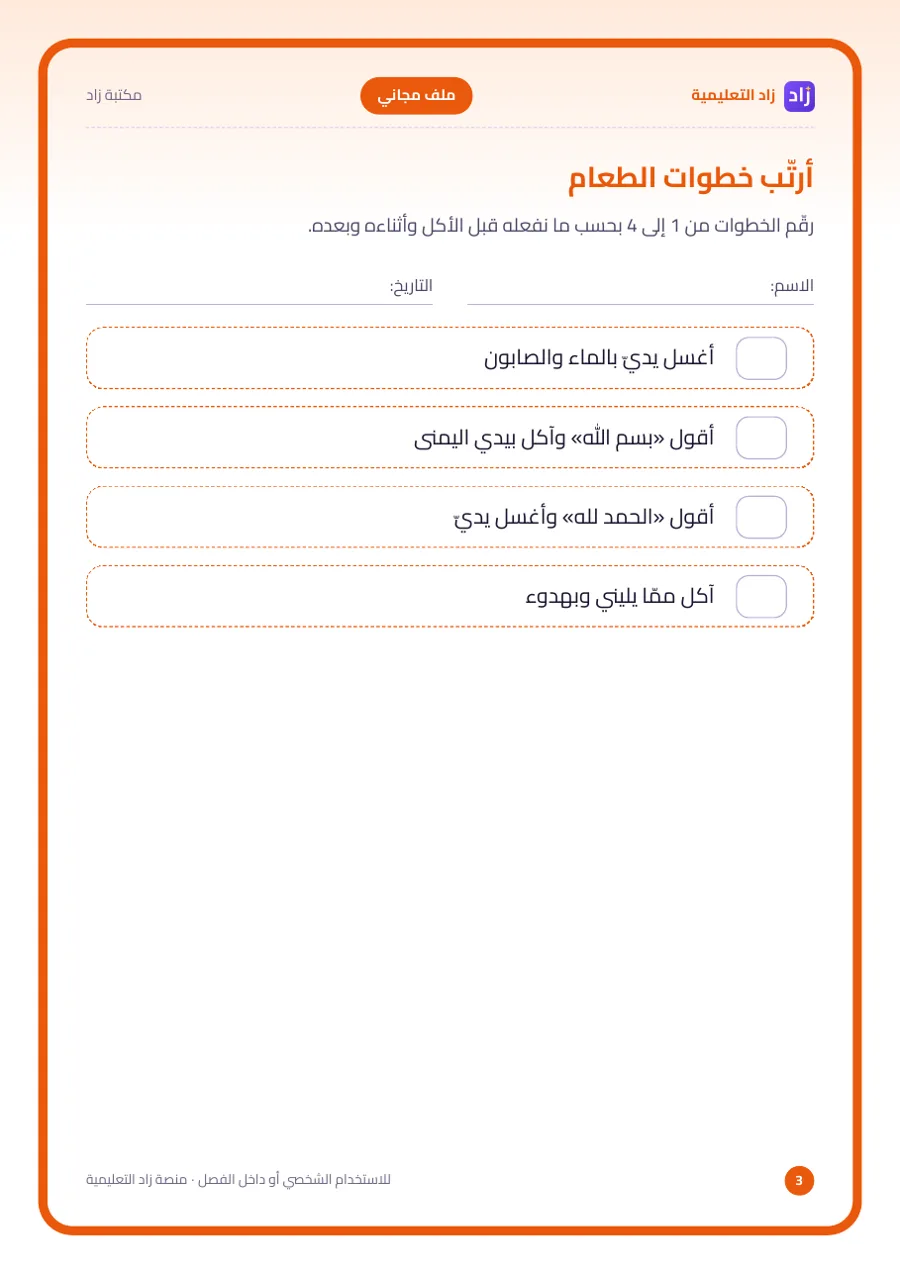 زاد
زاد التعليمية
ملف مجاني
مكتبة زاد
أرتّب خطوات الطعام
رقّم الخطوات من 1 إلى 4 بحسب ما نفعله قبل الأكل وأثناءه وبعده.
الاسم:
التاريخ:
أغسل يديّ بالماء والصابون
أقول «بسم الله» وآكل بيدي اليمنى
أقول «الحمد لله» وأغسل يديّ
آكل ممّا يليني وبهدوء
3
للاستخدام الشخصي أو داخل الفصل · منصة زاد التعليمية